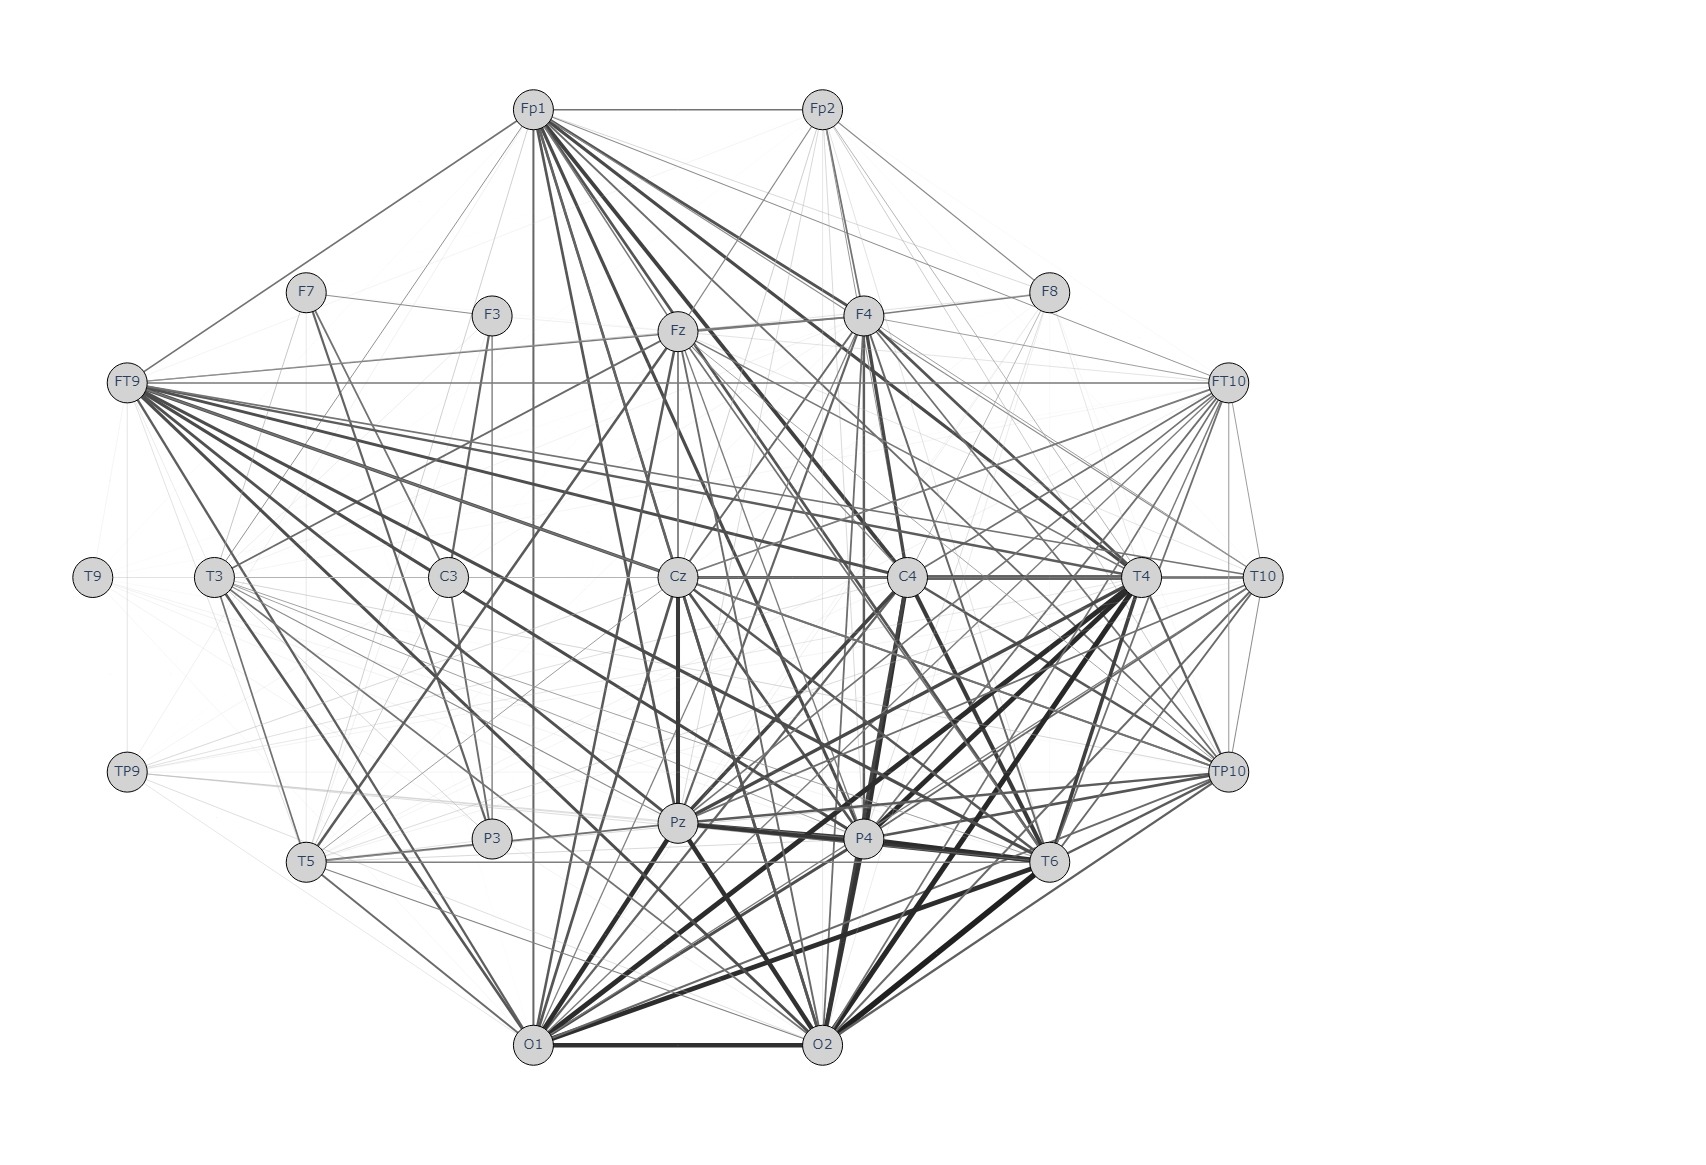 Fp1 Fp2
F7 F3 Fz F4 F8
FT9 FT10
T9 T3 C3 Cz C4 T4 T10
TP9 TP10
T5 P3 Pz P4 T6
O1 O2